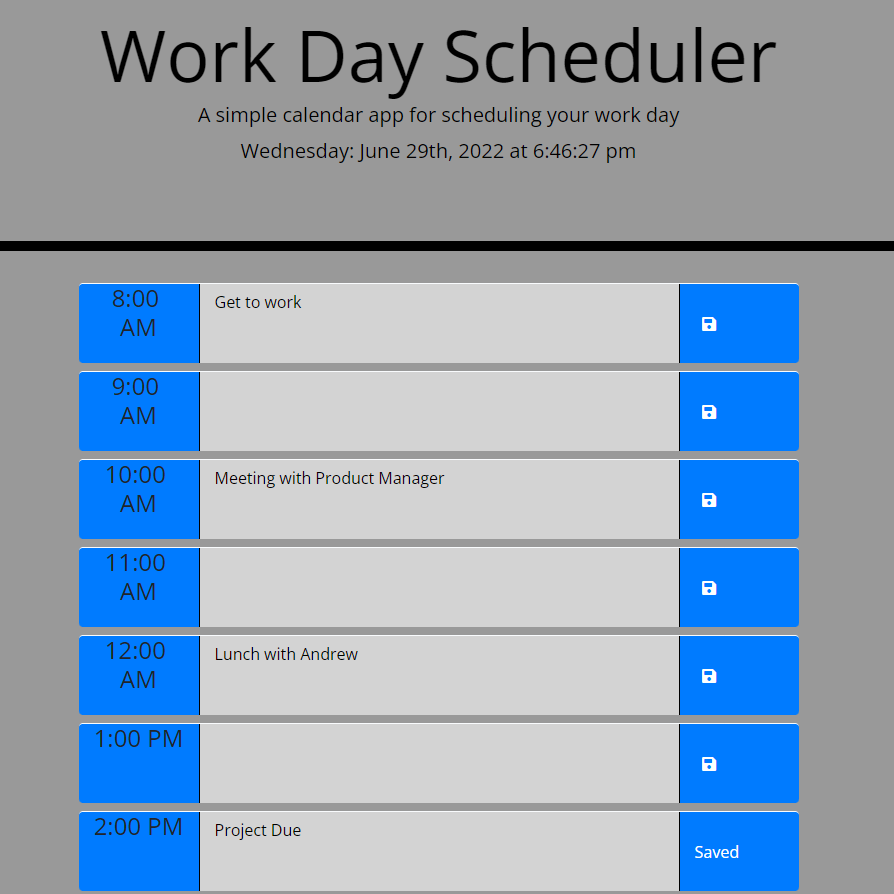 Work Day Scheduler
A simple calendar app for scheduling your work day
Wednesday: June 29th, 2022 at 6:46:27 pm
8:00
AM
Get to work
9:00
AM
10:00
AM
Meeting with Product Manager
11:00
AM
12:00
AM
Lunch with Andrew
1:00 PM
2:00 PM
Project Due
Saved